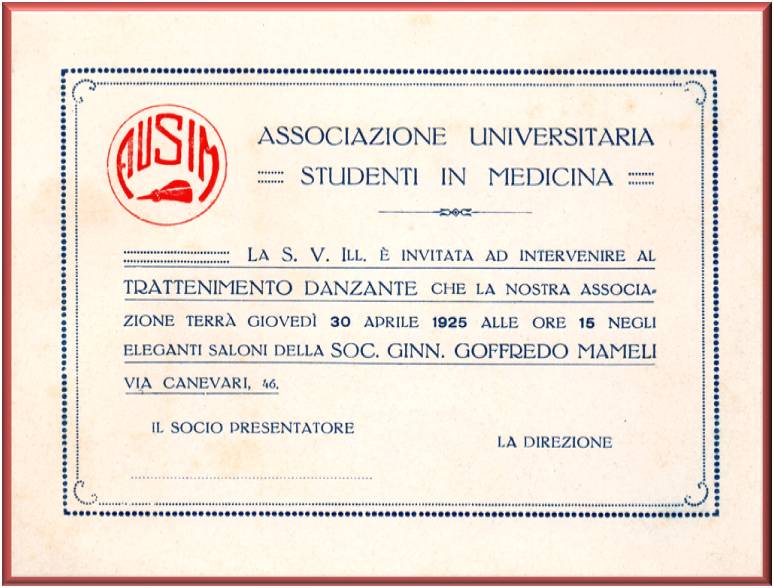 AUSIM
ASSOCIAZIONE UNIVERSITARIA
STUDENTI IN MEDICINA
LA S. V. ILL. È INVITATA AD INTERVENIRE AL
TRATTENIMENTO DANZANTE CHE LA NOSTRA ASSOCIA-
ZIONE TERRÀ GIOVEDÌ 30 APRILE 1925 ALLE ORE 15 NEGLI
ELEGANTI SALONI DELLA SOC. GINN. GOFFREDO MAMELI
VIA CANEVARI, 46.
IL SOCIO PRESENTATORE
LA DIREZIONE